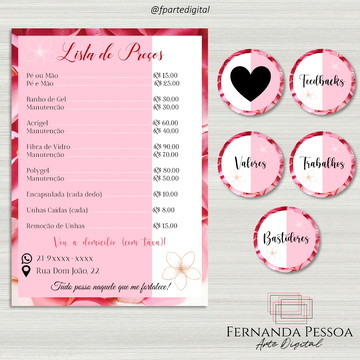 @fpartedigital
Lista de Preços
Pé ou Mão R$ 15.00
Pé e Mão R$ 25.00
Banho de Gel R$ 30.00
Manutenção R$ 30.00
Acrigel R$ 60.00
Manutenção R$ 40.00
Fibra de Vidro R$ 90.00
Manutenção R$ 70.00
Polygel R$ 80.00
Manutenção R$ 50.00
Encapsulada (cada dedo) R$ 10.00
Unhas Caídas (cada) R$ 8.00
Remoção de Unhas R$ 15.00
Vou a domicílio (com taxa)!
21 9xxxx-xxxx
Rua Dom João, 22
Tudo posso naquele que me fortalece!
Feedbacks
Valores
Trabalhos
Bastidores
Fernanda Pessoa
Arte Digital